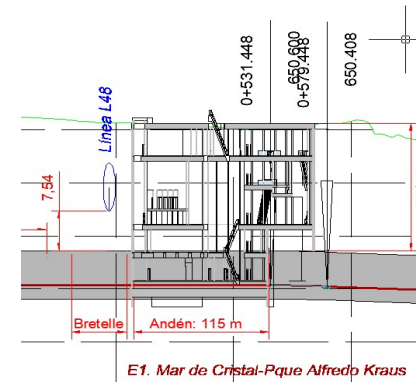 0+531.448
650.600
0+579.448
650.408
Línea L48
7,54
Bretelle
Andén: 115 m
E1. Mar de Cristal-Pque Alfredo Kraus